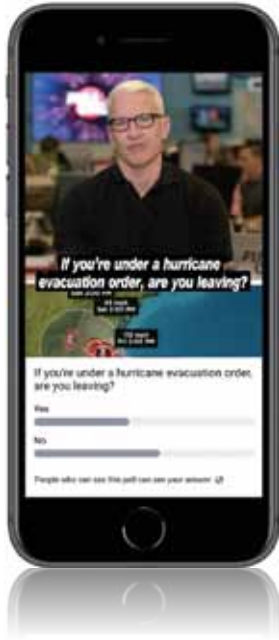 If you're under a hurricane
evacuation order, are you leaving?
If you're under a hurricane evacuation order,
are you leaving?
Yes
No
People who can see this poll can see your answer